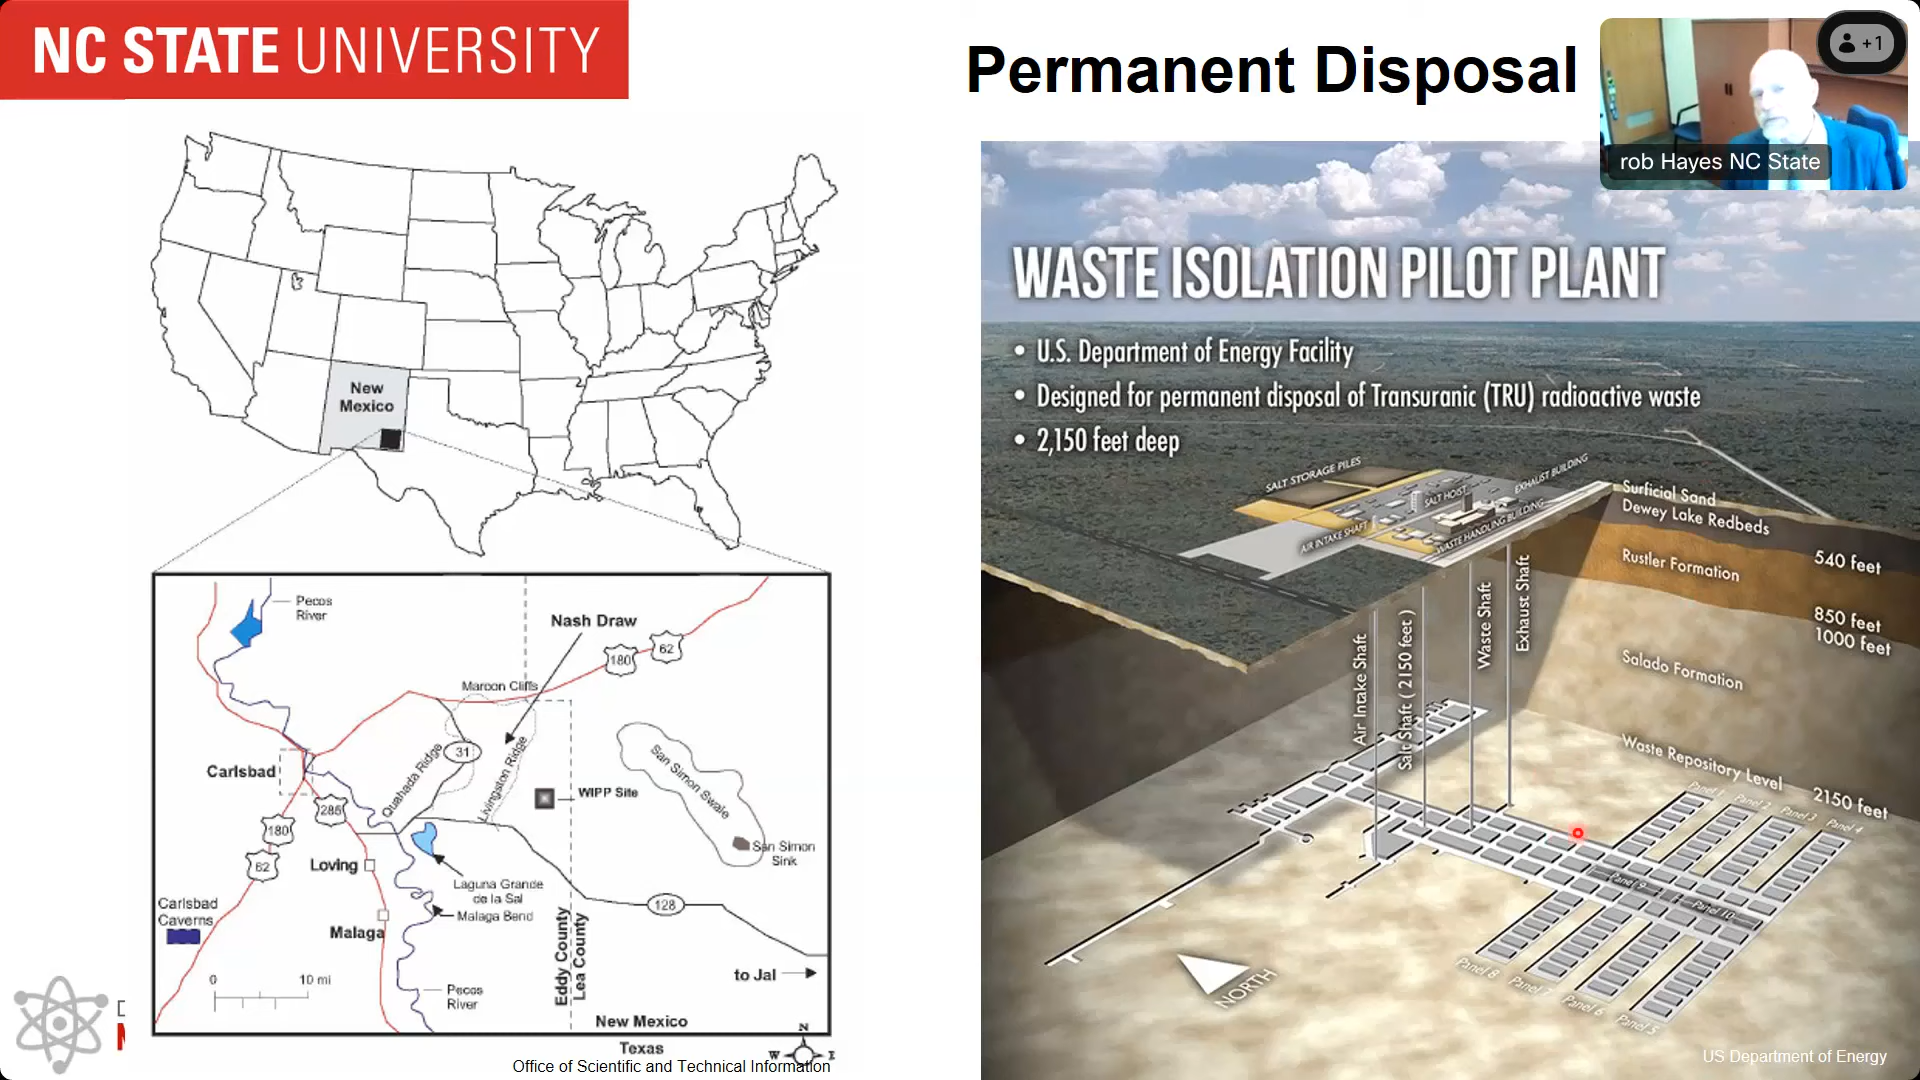 NC STATE UNIVERSITY
Permanent Disposal
+1
rob Hayes NC State
New
Mexico
Pecos
River
Nash Draw
180
62
Maroon Cliffs
31
Quahada Ridge
Livingston Ridge
Carlsbad
285
180
62
WIPP Site
San Simon Swale
San Simon
Sink
Loving
Laguna Grande
de la Sal
Malaga Bend
Carlsbad
Caverns
Malaga
128
Eddy County
Lea County
to Jal
0 10 mi
Pecos
River
New Mexico
Texas
N
W E
Office of Scientific and Technical Information
WASTE ISOLATION PILOT PLANT
• U.S. Department of Energy Facility
• Designed for permanent disposal of Transuranic (TRU) radioactive waste
• 2,150 feet deep
SALT STORAGE PILES
SALT HOIST
EXHAUST BUILDING
AIR INTAKE SHAFT
WASTE HANDLING BUILDING
Surficial Sand
Dewey Lake Redbeds
540 feet
Rustler Formation
850 feet
1000 feet
Salado Formation
Air Intake Shaft
Salt Shaft ( 2150 feet )
Waste Shaft
Exhaust Shaft
Waste Repository Level
2150 feet
Panel 1
Panel 2
Panel 3
Panel 4
Panel 9
Panel 10
Panel 8
Panel 7
Panel 6
Panel 5
NORTH
US Department of Energy